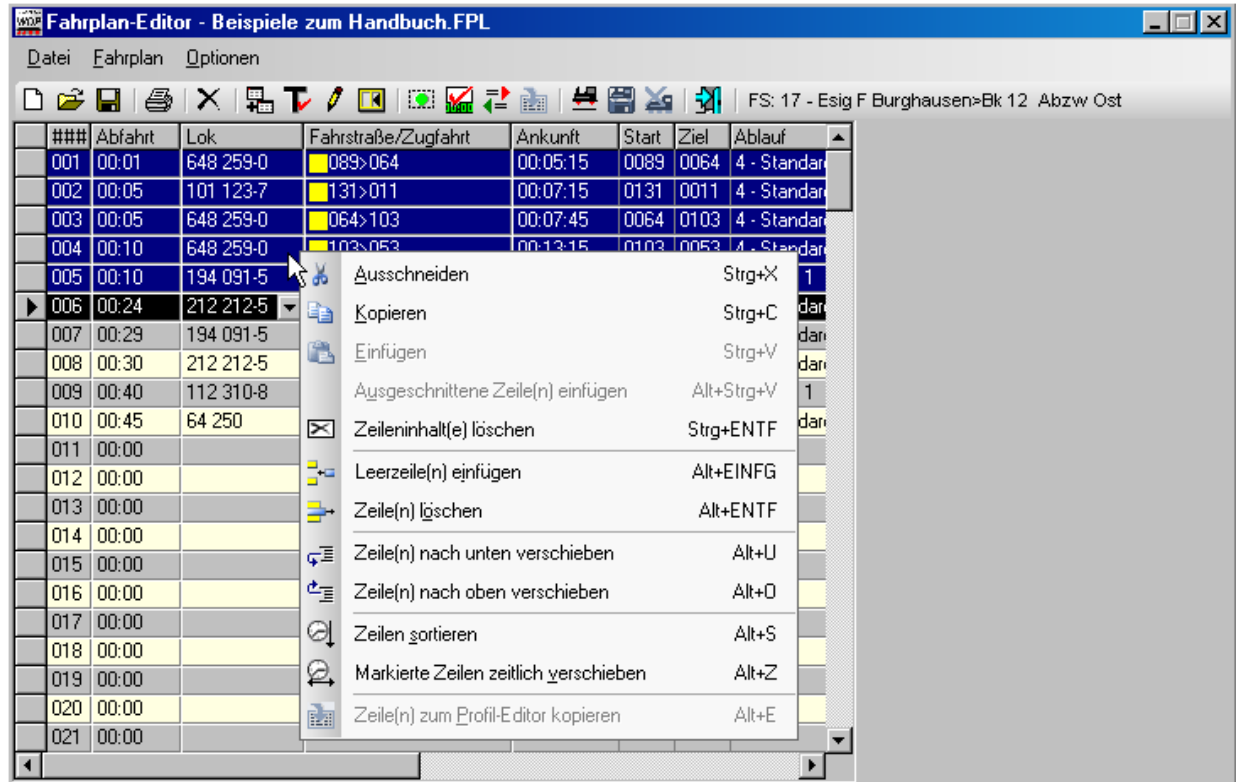 WDP Fahrplan-Editor - Beispiele zum Handbuch.FPL
Datei Fahrplan Optionen
FS: 17 - Esig F Burghausen>Bk 12 Abzw Ost
### Abfahrt Lok Fahrstraße/Zugfahrt Ankunft Start Ziel Ablauf
001 00:01 648 259-0 089>064 00:05:15 0089 0064 4 - Standar
002 00:05 101 123-7 131>011 00:07:15 0131 0011 4 - Standar
003 00:05 648 259-0 064>103 00:07:45 0064 0103 4 - Standar
004 00:10 648 259-0 103>053 00:13:15 0103 0053 4 - Standar
005 00:10 194 091-5 1
006 00:24 212 212-5 dar
007 00:29 194 091-5 dar
008 00:30 212 212-5 dar
009 00:40 112 310-8 1
010 00:45 64 250 dar
011 00:00
012 00:00
013 00:00
014 00:00
015 00:00
016 00:00
017 00:00
018 00:00
019 00:00
020 00:00
021 00:00
Ausschneiden Strg+X
Kopieren Strg+C
Einfügen Strg+V
Ausgeschnittene Zeile(n) einfügen Alt+Strg+V
Zeileninhalt(e) löschen Strg+ENTF
Leerzeile(n) einfügen Alt+EINFG
Zeile(n) löschen Alt+ENTF
Zeile(n) nach unten verschieben Alt+U
Zeile(n) nach oben verschieben Alt+O
Zeilen sortieren Alt+S
Markierte Zeilen zeitlich verschieben Alt+Z
Zeile(n) zum Profil-Editor kopieren Alt+E